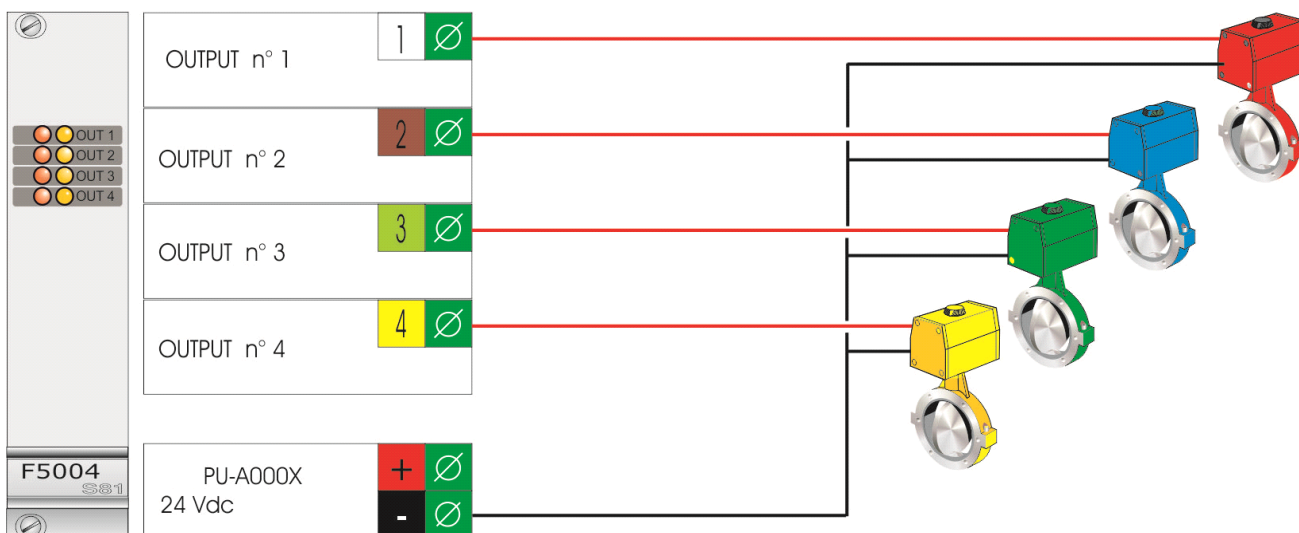 OUT 1
OUT 2
OUT 3
OUT 4
F5004
S81
OUTPUT n° 1
1
OUTPUT n° 2
2
OUTPUT n° 3
3
OUTPUT n° 4
4
PU-A000X
24 Vdc
+
-